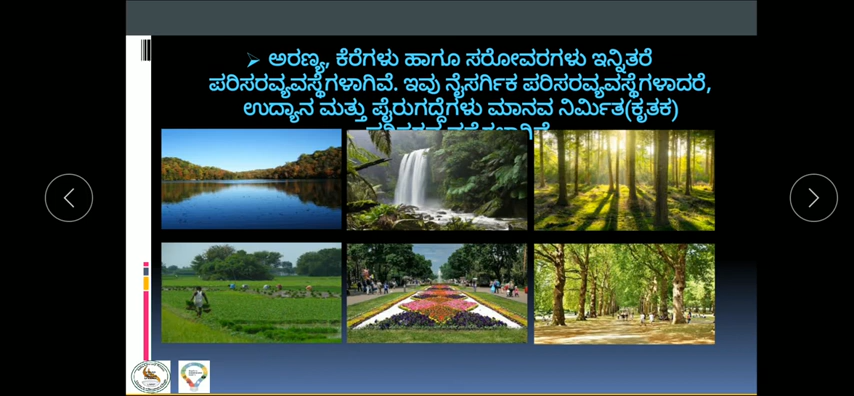 ಅರಣ್ಯ, ಕೆರೆಗಳು ಹಾಗೂ ಸರೋವರಗಳು ಇನ್ನಿತರೆ
ಪರಿಸರವ್ಯವಸ್ಥೆಗಳಾಗಿವೆ. ಇವು ನೈಸರ್ಗಿಕ ಪರಿಸರವ್ಯವಸ್ಥೆಗಳಾದರೆ,
ಉದ್ಯಾನ ಮತ್ತು ಪೈರುಗದ್ದೆಗಳು ಮಾನವ ನಿರ್ಮಿತ(ಕೃತಕ)